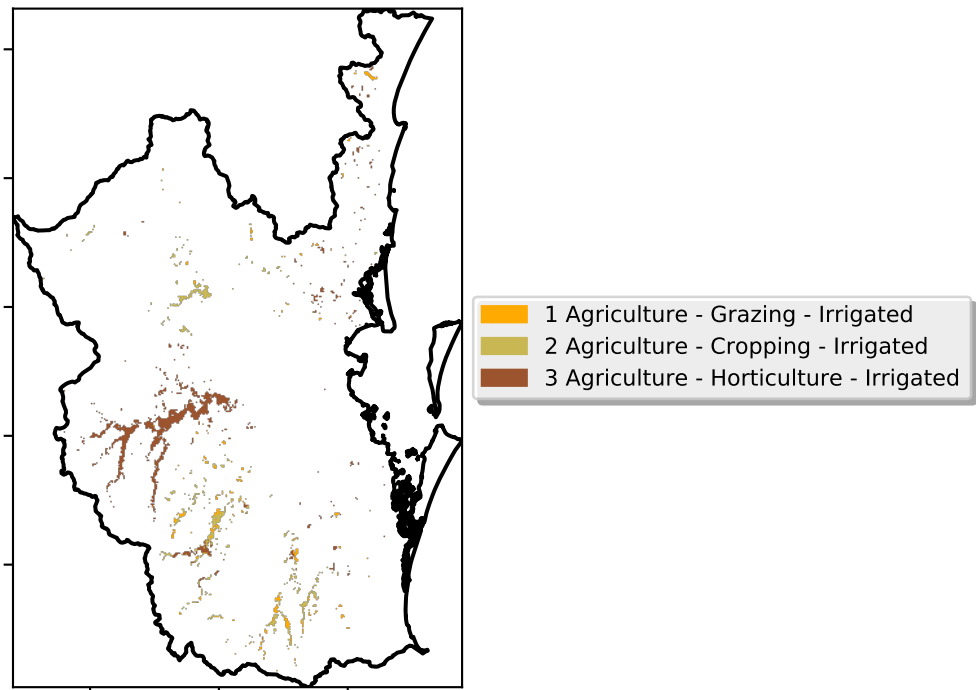 1 Agriculture - Grazing - Irrigated
2 Agriculture - Cropping - Irrigated
3 Agriculture - Horticulture - Irrigated